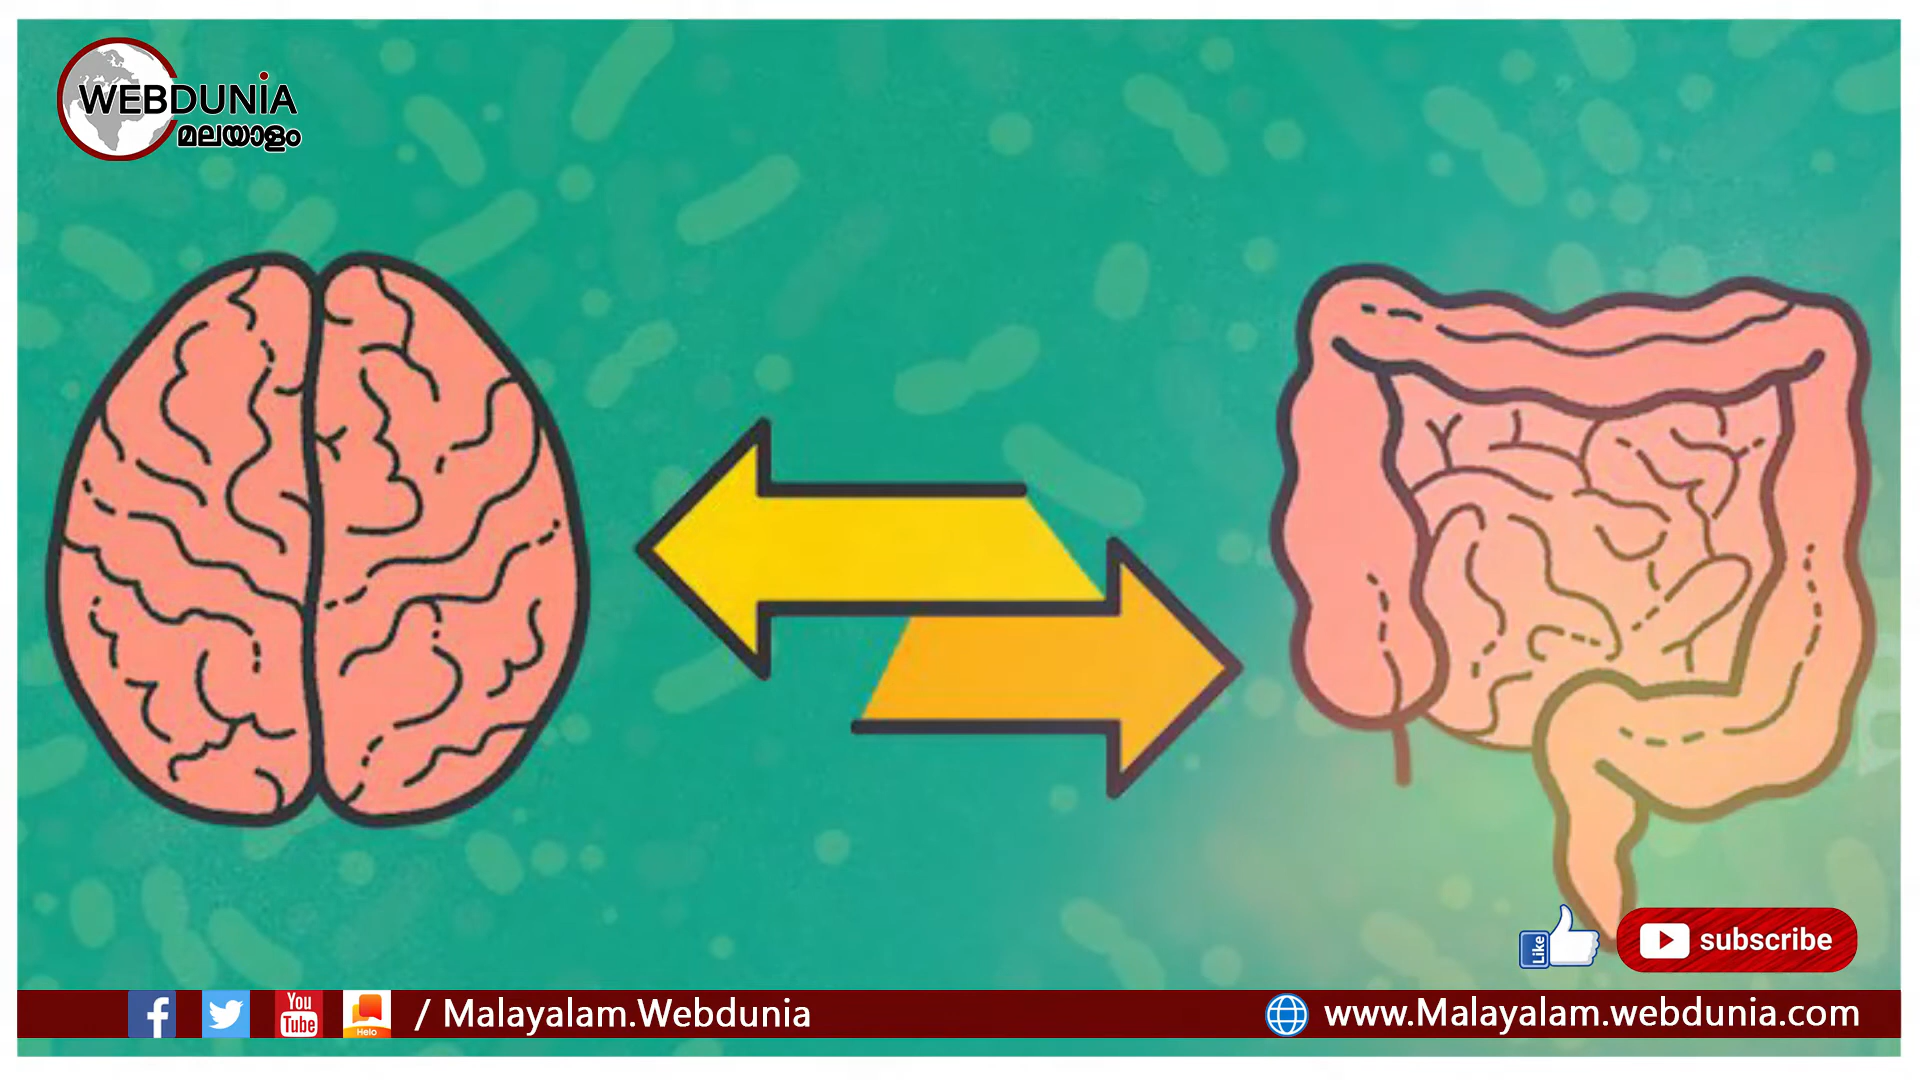 WEBDUNIA
മലയാളം
Like
subscribe
You
Tube
Helo
/ Malayalam.Webdunia
www.Malayalam.webdunia.com